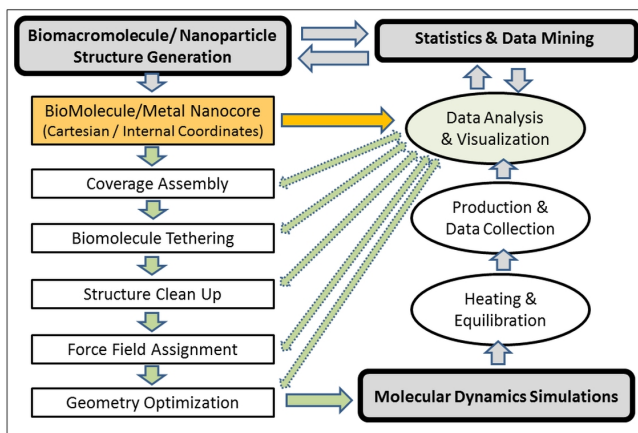 Biomacromolecule/ Nanoparticle
Structure Generation
Statistics & Data Mining
BioMolecule/Metal Nanocore
(Cartesian / Internal Coordinates)
Data Analysis
& Visualization
Coverage Assembly
Biomolecule Tethering
Production &
Data Collection
Structure Clean Up
Heating &
Equilibration
Force Field Assignment
Geometry Optimization
Molecular Dynamics Simulations